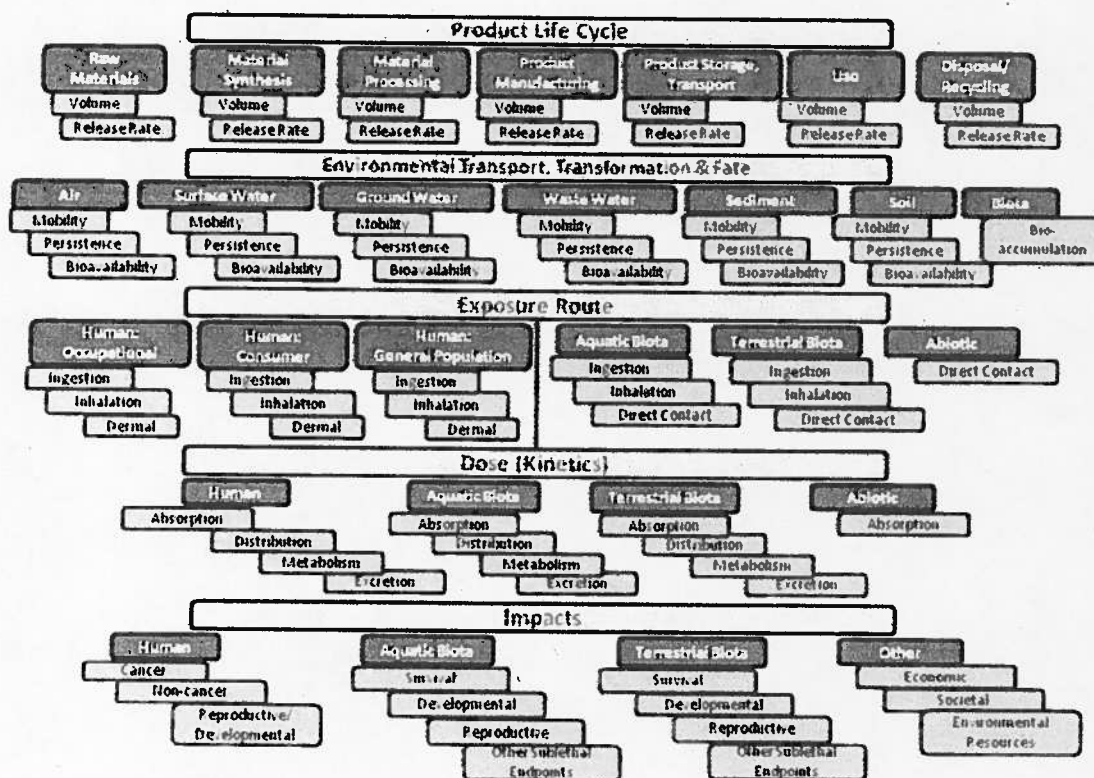 Product Life Cycle
Raw
Materials
Volume
Release Rate
Material
Synthesis
Volume
Release Rate
Material
Processing
Volume
Release Rate
Product
Manufacturing
Volume
Release Rate
Product Storage,
Transport
Volume
Release Rate
Use
Volume
Release Rate
Disposal/
Recycling
Volume
Release Rate
Environmental Transport, Transformation & Fate
Air
Mobility
Persistence
Bioavailability
Surface Water
Mobility
Persistence
Bioavailability
Ground Water
Mobility
Persistence
Bioavailability
Waste Water
Mobility
Persistence
Bioavailability
Sediment
Mobility
Persistence
Bioavailability
Soil
Mobility
Persistence
Bioavailability
Biota
Bio-
accumulation
Exposure Route
Human:
Occupational
Ingestion
Inhalation
Dermal
Human:
Consumer
Ingestion
Inhalation
Dermal
Human:
General Population
Ingestion
Inhalation
Dermal
Aquatic Biota
Ingestion
Inhalation
Direct Contact
Terrestrial Biota
Ingestion
Inhalation
Direct Contact
Abiotic
Direct Contact
Dose (Kinetics)
Human
Absorption
Distribution
Metabolism
Excretion
Aquatic Biota
Absorption
Distribution
Metabolism
Excretion
Terrestrial Biota
Absorption
Distribution
Metabolism
Excretion
Abiotic
Absorption
Impacts
Human
Cancer
Non-cancer
Reproductive/
Developmental
Aquatic Biota
Survival
Developmental
Reproductive
Other Sublethal
Endpoints
Terrestrial Biota
Survival
Developmental
Reproductive
Other Sublethal
Endpoints
Other
Economic
Societal
Environmental
Resources